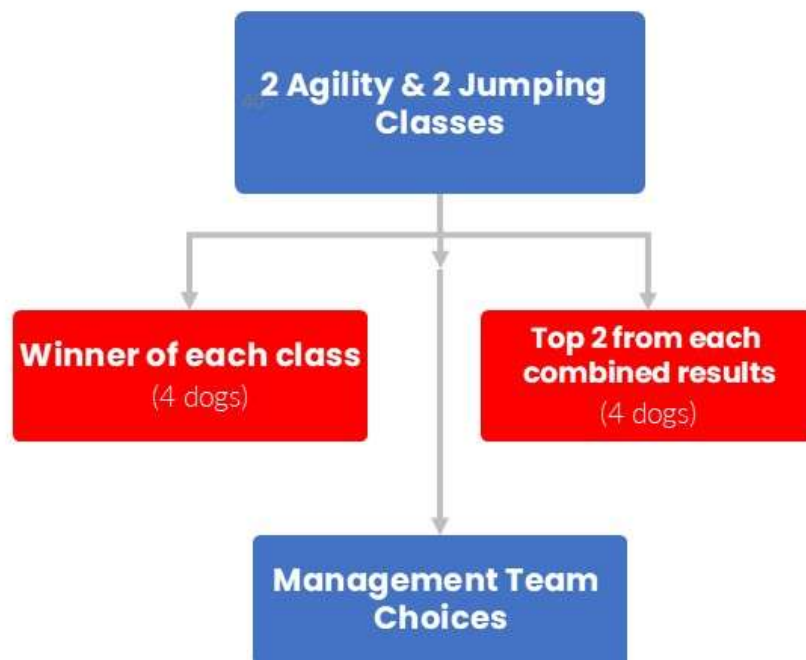 2 Agility & 2 Jumping
Classes
Winner of each class
(4 dogs)
Top 2 from each
combined results
(4 dogs)
Management Team
Choices